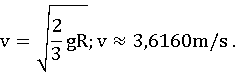 v = √(2/3 gR); v ≈ 3,6160m/s .